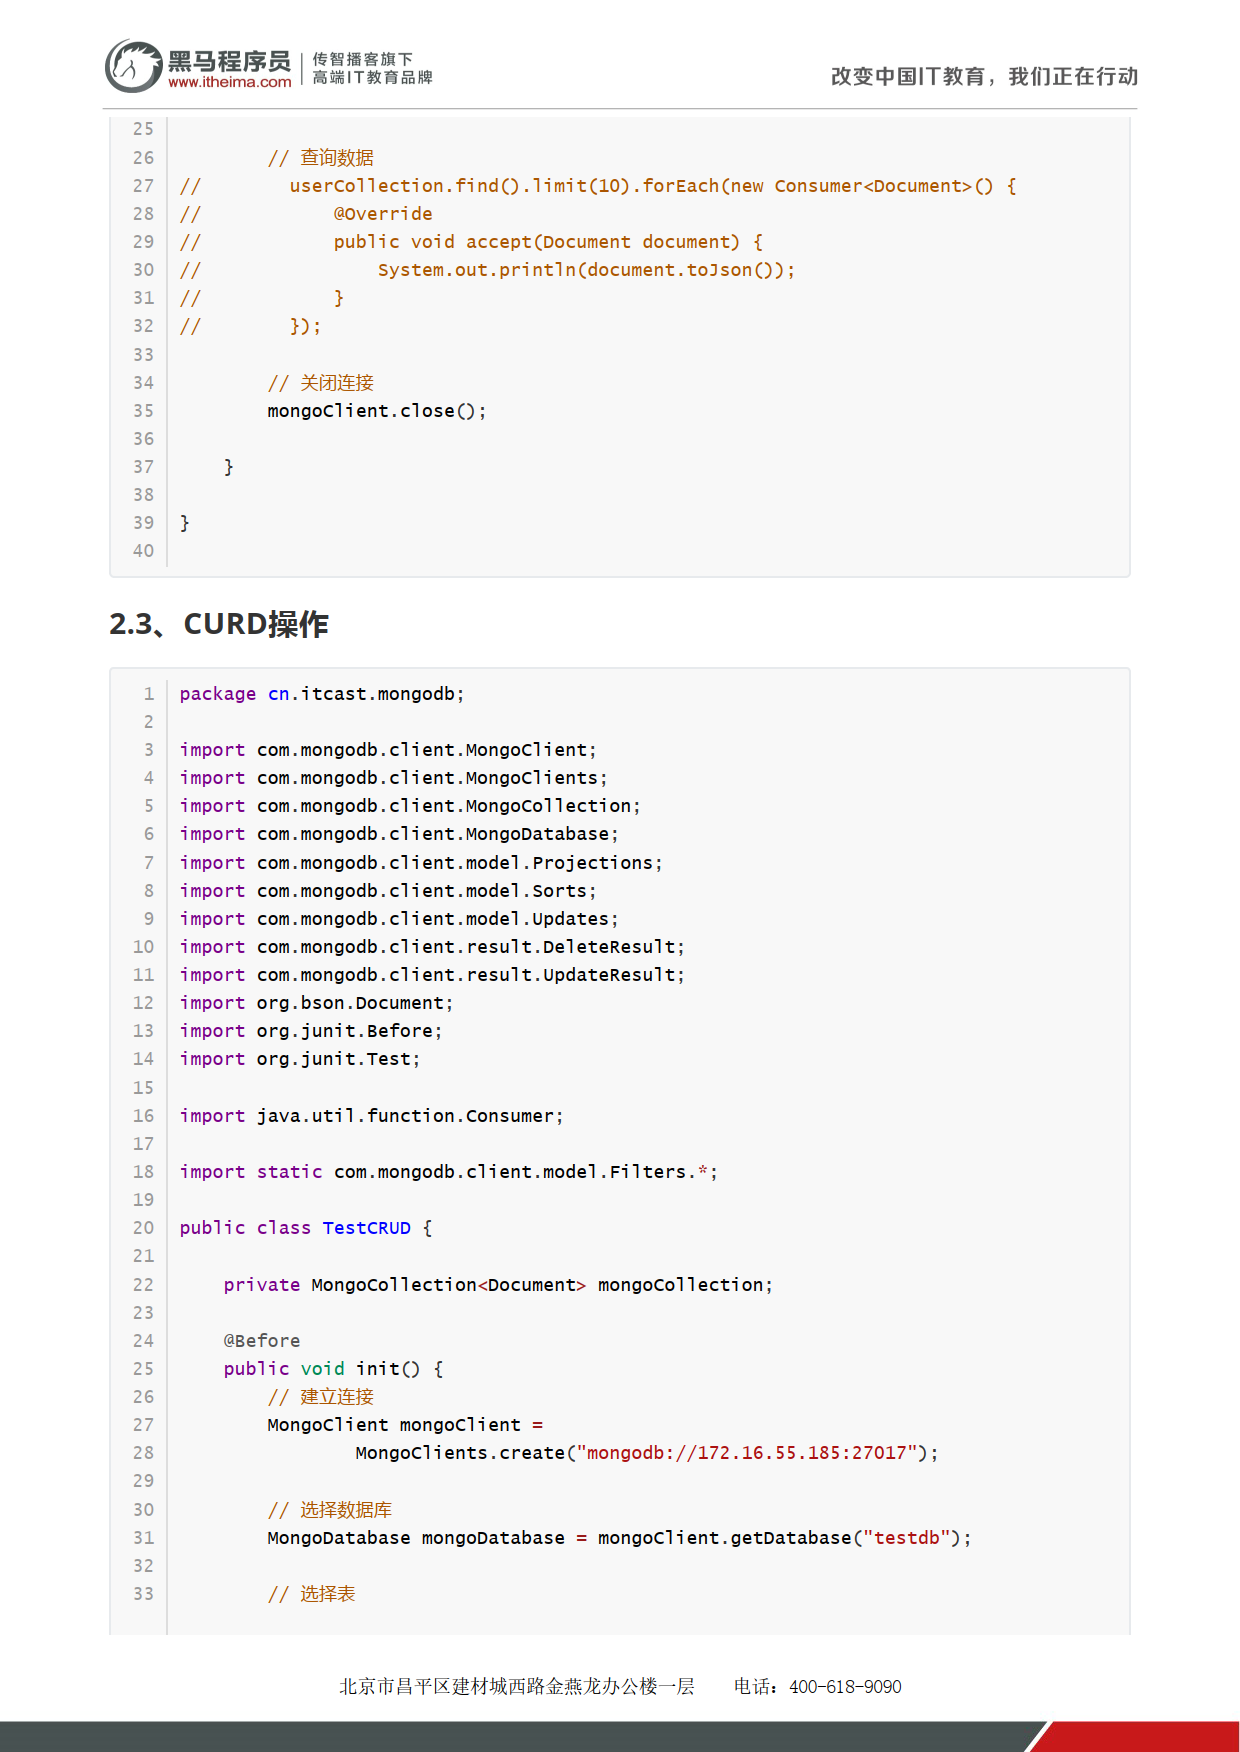 黑马程序员
www.itheima.com
传智播客旗下
高端IT教育品牌
改变中国IT教育，我们正在行动
25
26         // 查询数据
27 //        userCollection.find().limit(10).forEach(new Consumer<Document>() {
28 //            @Override
29 //            public void accept(Document document) {
30 //                System.out.println(document.toJson());
31 //            }
32 //        });
33
34         // 关闭连接
35         mongoClient.close();
36
37     }
38
39 }
40
2.3、CURD操作
1 package cn.itcast.mongodb;
2
3 import com.mongodb.client.MongoClient;
4 import com.mongodb.client.MongoClients;
5 import com.mongodb.client.MongoCollection;
6 import com.mongodb.client.MongoDatabase;
7 import com.mongodb.client.model.Projections;
8 import com.mongodb.client.model.Sorts;
9 import com.mongodb.client.model.Updates;
10 import com.mongodb.client.result.DeleteResult;
11 import com.mongodb.client.result.UpdateResult;
12 import org.bson.Document;
13 import org.junit.Before;
14 import org.junit.Test;
15
16 import java.util.function.Consumer;
17
18 import static com.mongodb.client.model.Filters.*;
19
20 public class TestCRUD {
21
22     private MongoCollection<Document> mongoCollection;
23
24     @Before
25     public void init() {
26         // 建立连接
27         MongoClient mongoClient =
28                 MongoClients.create("mongodb://172.16.55.185:27017");
29
30         // 选择数据库
31         MongoDatabase mongoDatabase = mongoClient.getDatabase("testdb");
32
33         // 选择表
北京市昌平区建材城西路金燕龙办公楼一层    电话：400-618-9090